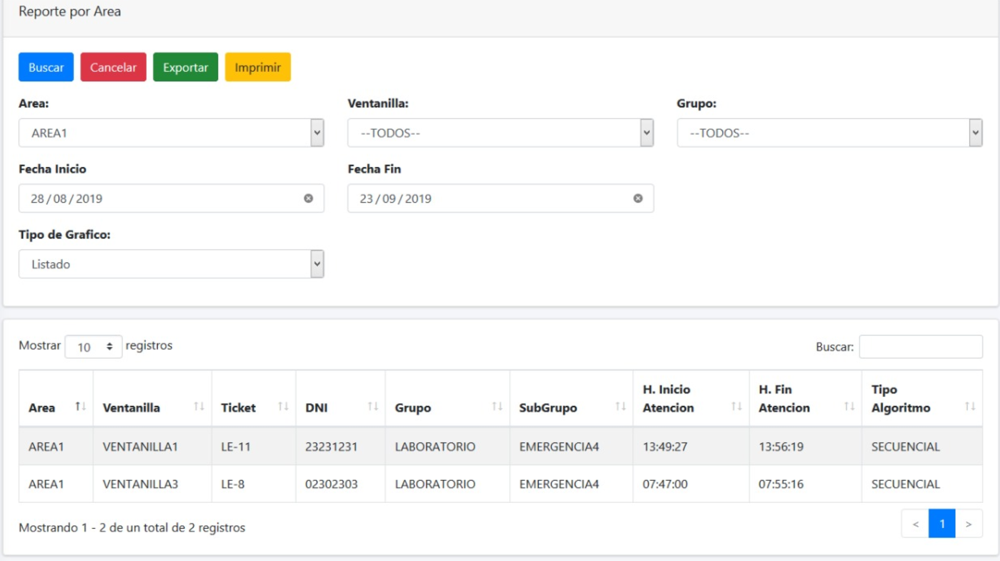 Reporte por Area
Buscar Cancelar Exportar Imprimir
Area: Ventanilla: Grupo:
AREA1 --TODOS-- --TODOS--
Fecha Inicio Fecha Fin
28/08/2019 23/09/2019
Tipo de Grafico:
Listado
Mostrar 10 registros Buscar:
Area Ventanilla Ticket DNI Grupo SubGrupo H. Inicio Atencion H. Fin Atencion Tipo Algoritmo
AREA1 VENTANILLA1 LE-11 23231231 LABORATORIO EMERGENCIA4 13:49:27 13:56:19 SECUENCIAL
AREA1 VENTANILLA3 LE-8 02302303 LABORATORIO EMERGENCIA4 07:47:00 07:55:16 SECUENCIAL
Mostrando 1 - 2 de un total de 2 registros < 1 >